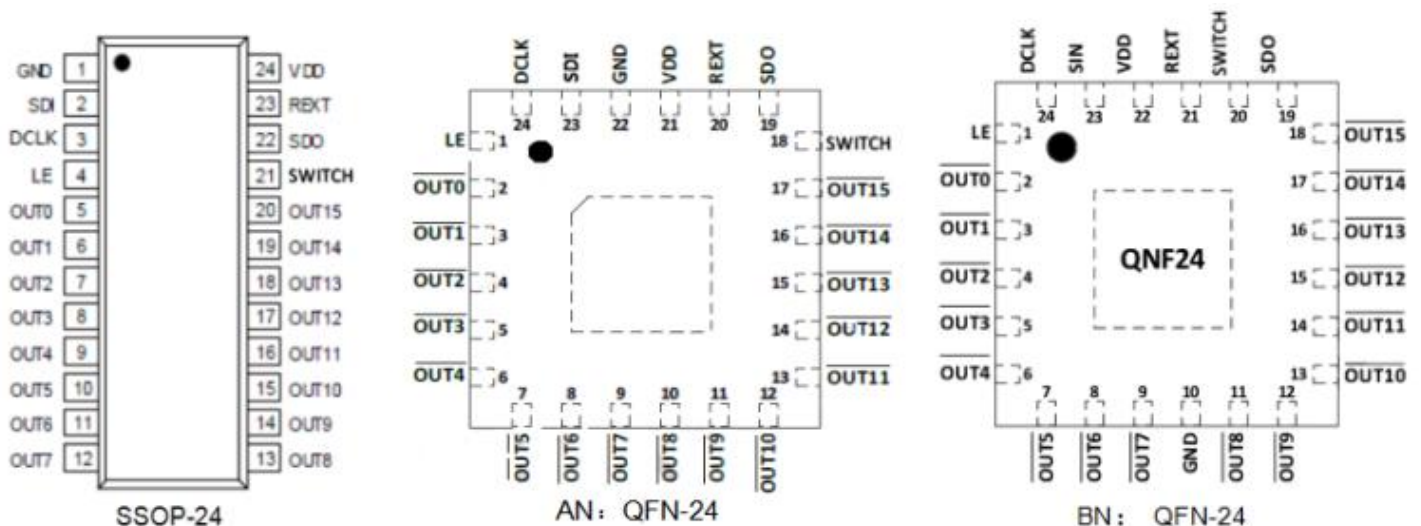 GND 1 24 VDD
SDI 2 23 REXT
DCLK 3 22 SDO
LE 4 21 SWITCH
OUT0 5 20 OUT15
OUT1 6 19 OUT14
OUT2 7 18 OUT13
OUT3 8 17 OUT12
OUT4 9 16 OUT11
OUT5 10 15 OUT10
OUT6 11 14 OUT9
OUT7 12 13 OUT8
SSOP-24
DCLK SDI GND VDD REXT SDO
24 23 22 21 20 19
LE 1 18 SWITCH
OUT0 2 17 OUT15
OUT1 3 16 OUT14
OUT2 4 15 OUT13
OUT3 5 14 OUT12
OUT4 6 13 OUT11
7 8 9 10 11 12
OUT5 OUT6 OUT7 OUT8 OUT9 OUT10
AN: QFN-24
DCLK SIN VDD REXT SWITCH SDO
24 23 22 21 20 19
LE 1 18 OUT15
OUT0 2 17 OUT14
OUT1 3 16 OUT13
QNF24
OUT2 4 15 OUT12
OUT3 5 14 OUT11
OUT4 6 13 OUT10
7 8 9 10 11 12
OUT5 OUT6 OUT7 GND OUT8 OUT9
BN: QFN-24